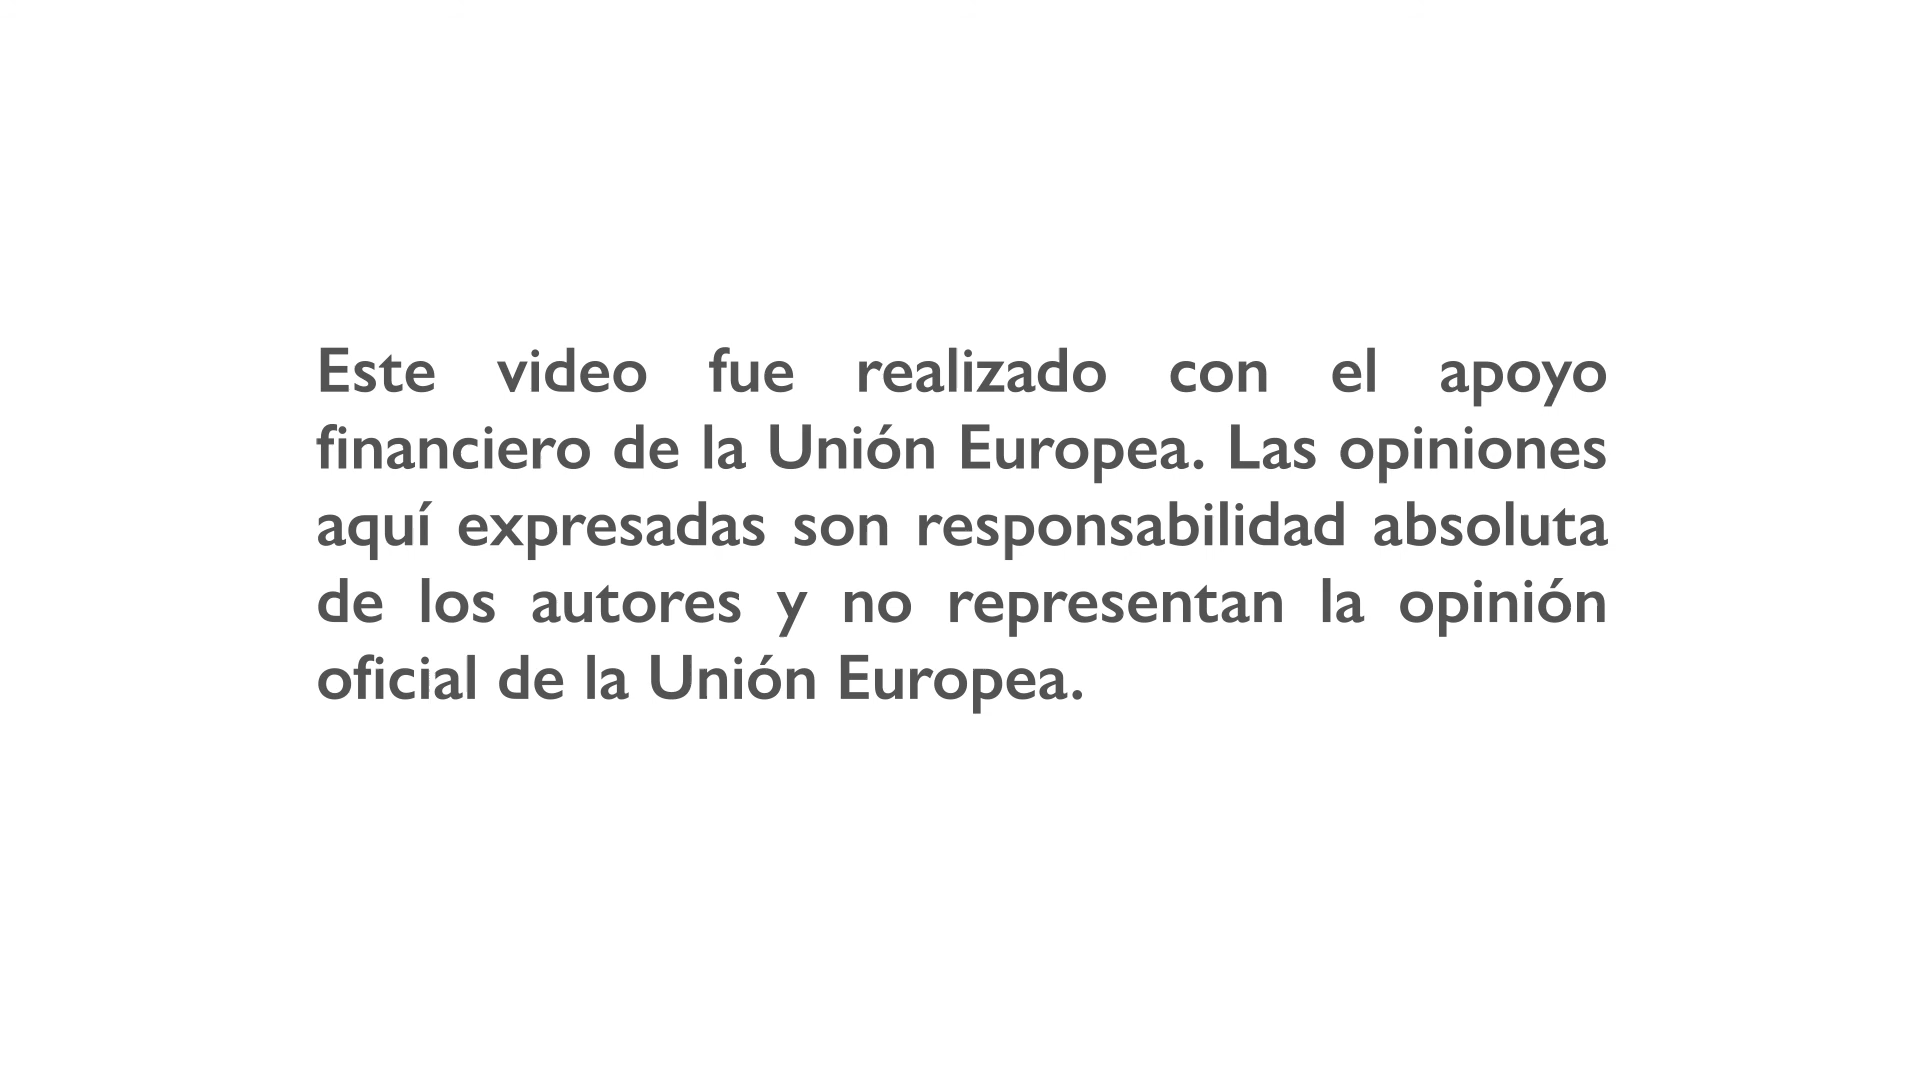 Este video fue realizado con el apoyo
financiero de la Unión Europea. Las opiniones
aquí expresadas son responsabilidad absoluta
de los autores y no representan la opinión
oficial de la Unión Europea.